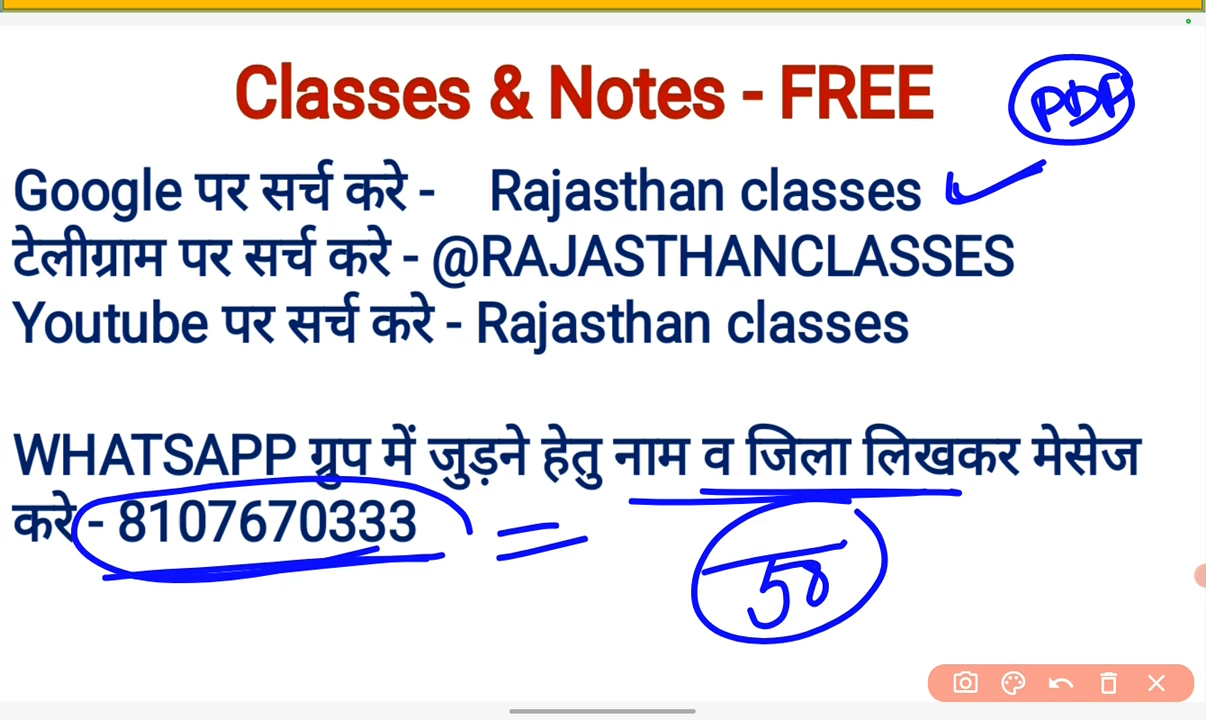 Classes & Notes - FREE
PDF
Google पर सर्च करे - Rajasthan classes
टेलीग्राम पर सर्च करे - @RAJASTHANCLASSES
Youtube पर सर्च करे - Rajasthan classes
WHATSAPP ग्रुप में जुड़ने हेतु नाम व जिला लिखकर मेसेज
करे - 8107670333
58